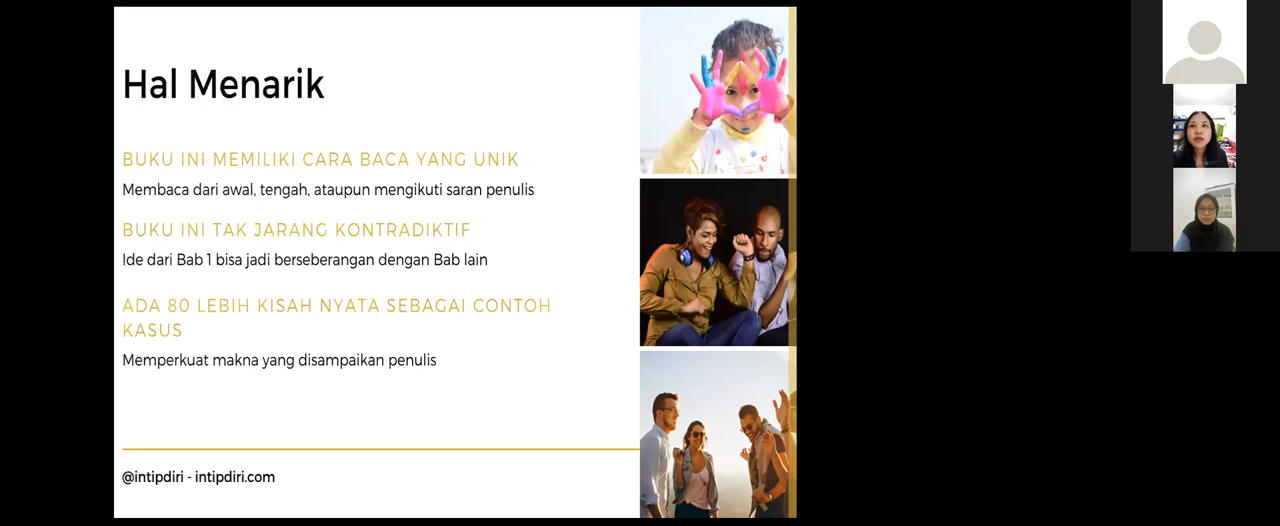 Hal Menarik
BUKU INI MEMILIKI CARA BACA YANG UNIK
Membaca dari awal, tengah, ataupun mengikuti saran penulis
BUKU INI TAK JARANG KONTRADIKTIF
Ide dari Bab 1 bisa jadi berseberangan dengan Bab lain
ADA 80 LEBIH KISAH NYATA SEBAGAI CONTOH
KASUS
Memperkuat makna yang disampaikan penulis
@intipdiri - intipdiri.com